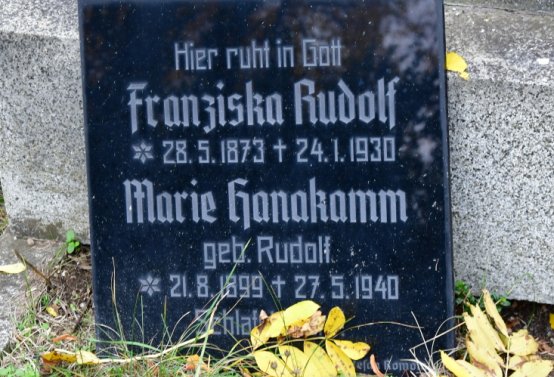 Hier ruht in Gott
Franziska Rudolf
* 28. 5. 1873 † 24. 1. 1930
Marie Hanakamm
geb. Rudolf.
* 21. 8. 1899 † 27. 5. 1940